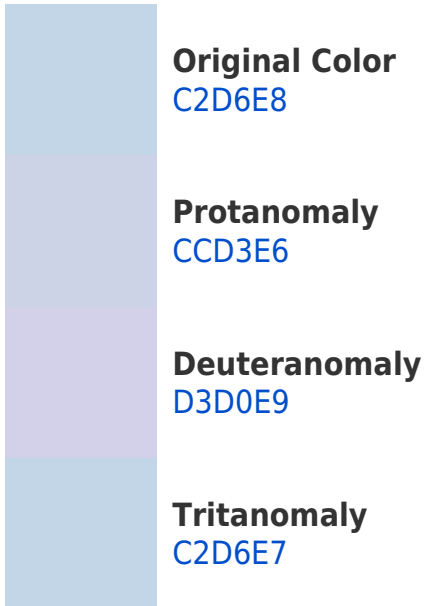 Original Color
C2D6E8
Protanomaly
CCD3E6
Deuteranomaly
D3D0E9
Tritanomaly
C2D6E7